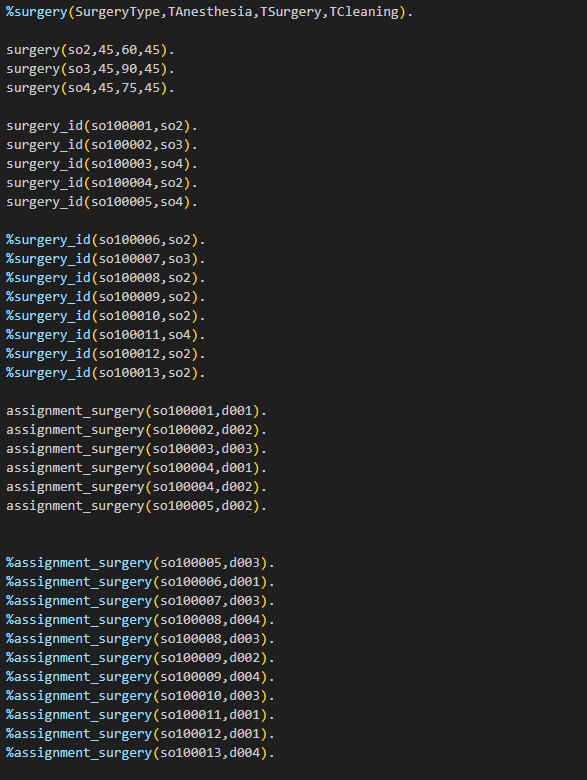 %surgery(SurgeryType,TAnesthesia,TSurgery,TCleaning).
surgery(so2,45,60,45).
surgery(so3,45,90,45).
surgery(so4,45,75,45).
surgery_id(so100001,so2).
surgery_id(so100002,so3).
surgery_id(so100003,so4).
surgery_id(so100004,so2).
surgery_id(so100005,so4).
%surgery_id(so100006,so2).
%surgery_id(so100007,so3).
%surgery_id(so100008,so2).
%surgery_id(so100009,so2).
%surgery_id(so100010,so2).
%surgery_id(so100011,so4).
%surgery_id(so100012,so2).
%surgery_id(so100013,so2).
assignment_surgery(so100001,d001).
assignment_surgery(so100002,d002).
assignment_surgery(so100003,d003).
assignment_surgery(so100004,d001).
assignment_surgery(so100004,d002).
assignment_surgery(so100005,d002).
%assignment_surgery(so100005,d003).
%assignment_surgery(so100006,d001).
%assignment_surgery(so100007,d003).
%assignment_surgery(so100008,d004).
%assignment_surgery(so100008,d003).
%assignment_surgery(so100009,d002).
%assignment_surgery(so100009,d004).
%assignment_surgery(so100010,d003).
%assignment_surgery(so100011,d001).
%assignment_surgery(so100012,d001).
%assignment_surgery(so100013,d004).